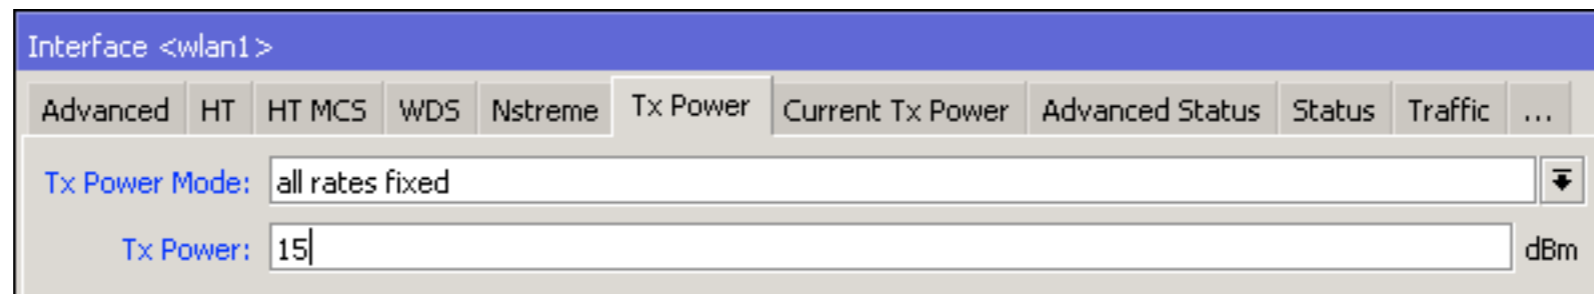 Interface <wlan1>
Advanced HT HT MCS WDS Nstreme Tx Power Current Tx Power Advanced Status Status Traffic ...
Tx Power Mode: all rates fixed
Tx Power: 15 dBm